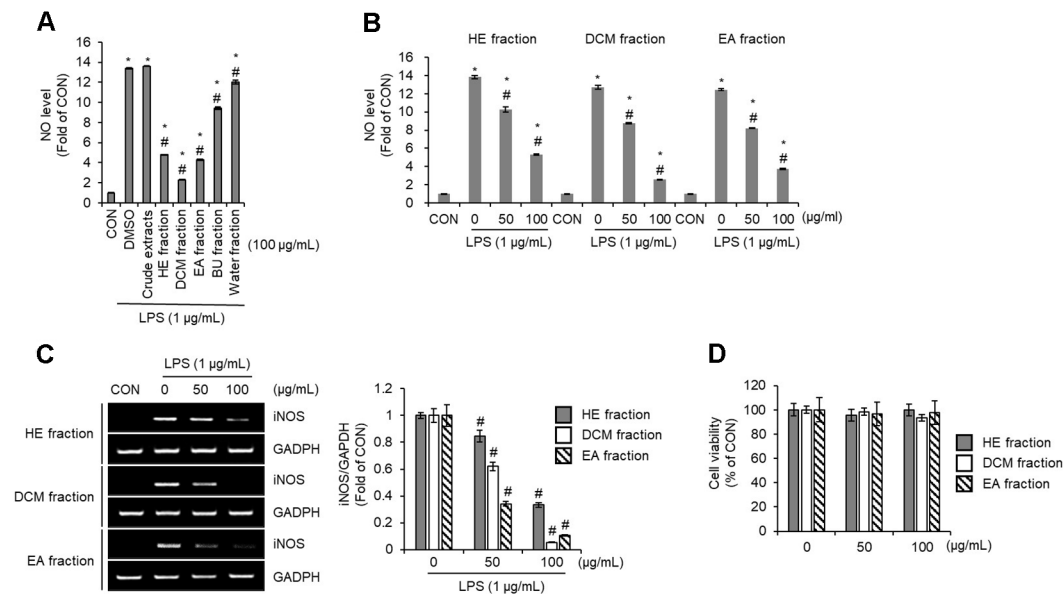 A
16
14
12
10
8
6
4
2
0
NO level
(Fold of CON)
*
*
*
#
*
#
*
#
*
#
*
#
CON
DMSO
Crude extracts
HE fraction
DCM fraction
EA fraction
BU fraction
Water fraction
(100 µg/mL)
LPS (1 µg/mL)
B
HE fraction DCM fraction EA fraction
16
14
12
10
8
6
4
2
0
NO level
(Fold of CON)
*
*
#
*
#
*
*
#
*
#
*
*
#
*
#
CON 0 50 100 CON 0 50 100 CON 0 50 100 (µg/ml)
LPS (1 µg/mL) LPS (1 µg/mL) LPS (1 µg/mL)
C
LPS (1 µg/mL)
CON 0 50 100 (µg/mL)
HE fraction
iNOS
GADPH
DCM fraction
iNOS
GADPH
EA fraction
iNOS
GADPH
1.2
1
0.8
0.6
0.4
0.2
0
iNOS/GAPDH
(Fold of CON)
# # #
# # #
HE fraction
DCM fraction
EA fraction
0 50 100 (µg/mL)
LPS (1 µg/mL)
D
120
100
80
60
40
20
0
Cell viability
(% of CON)
HE fraction
DCM fraction
EA fraction
0 50 100 (µg/mL)